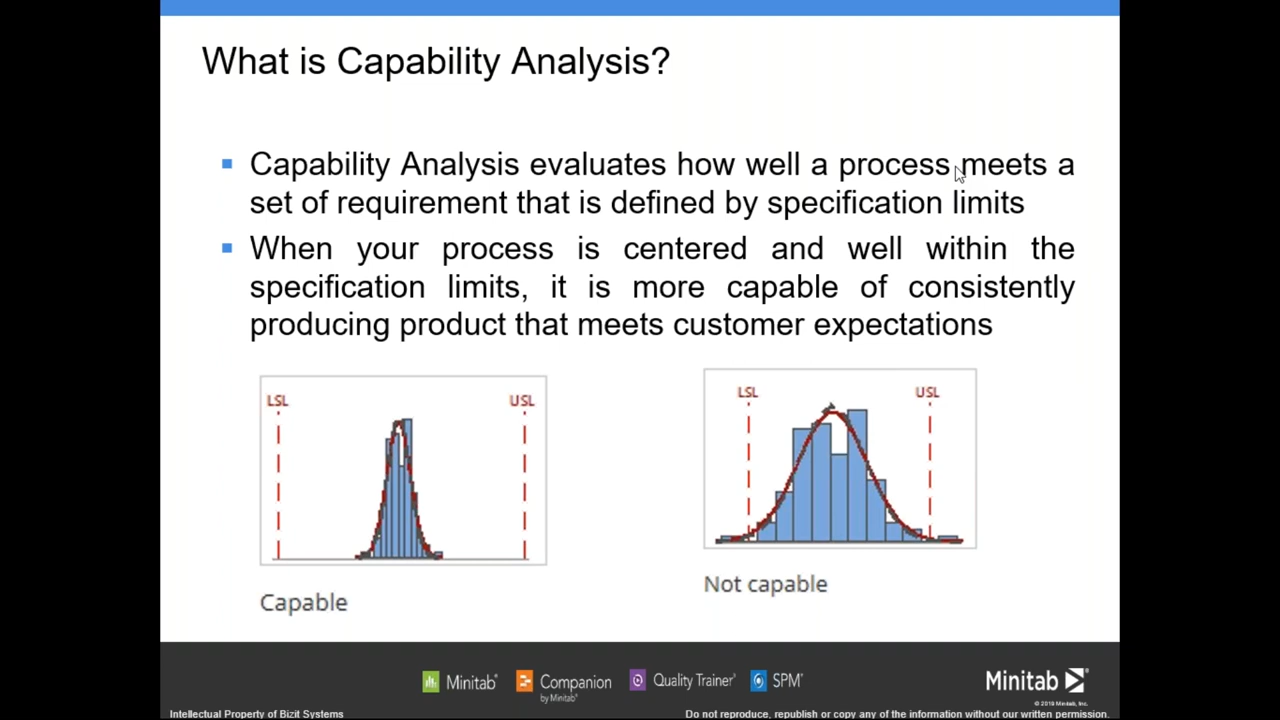 What is Capability Analysis?
Capability Analysis evaluates how well a process meets a
set of requirement that is defined by specification limits
When your process is centered and well within the
specification limits, it is more capable of consistently
producing product that meets customer expectations
LSL
USL
Capable
LSL
USL
Not capable
Minitab®
Companion
by Minitab®
Quality Trainer®
SPM®
Minitab®
© 2019 Minitab, Inc.
Intellectual Property of Bizit Systems
Do not reproduce, republish or copy any of the information without our written permission.